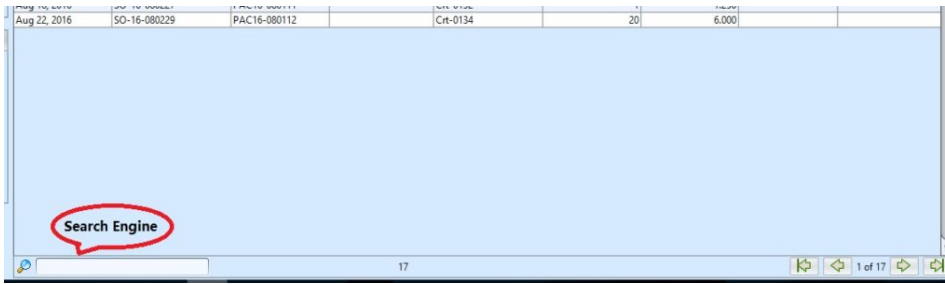 Aug 22, 2016 SO-16-080229 PAC16-080112 Crt-0134 20 6.000
Search Engine
17 1 of 17